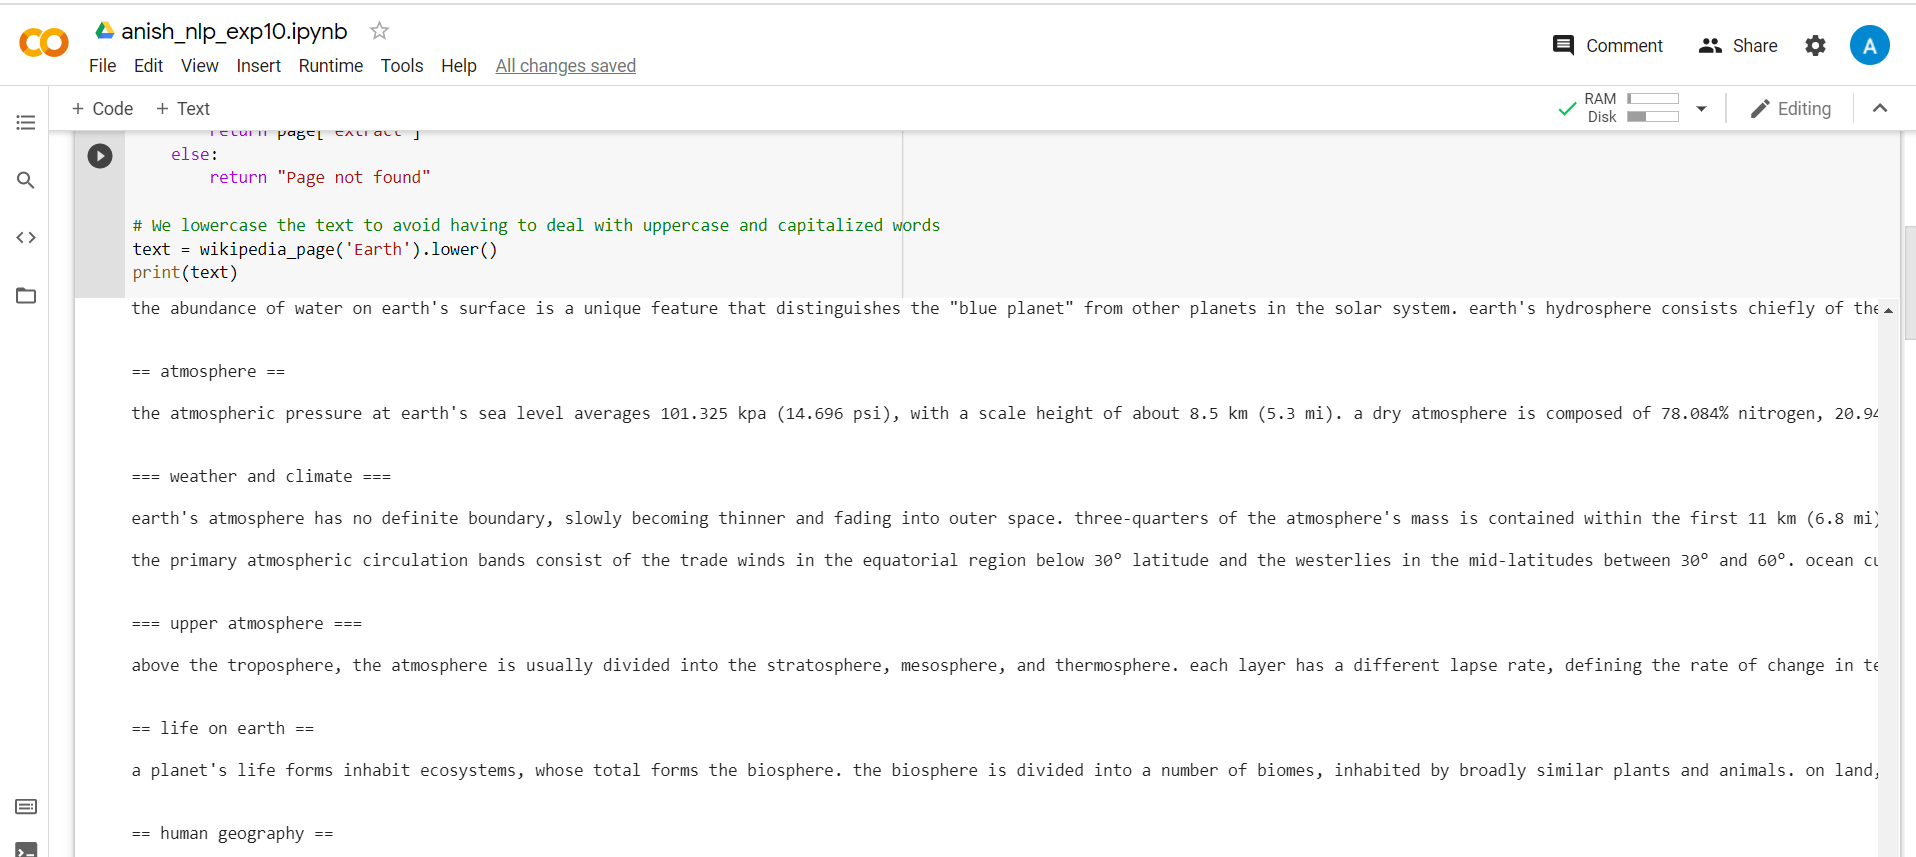 anish_nlp_exp10.ipynb
File Edit View Insert Runtime Tools Help All changes saved
Comment Share A
+ Code + Text
RAM
Disk
Editing
return page['extract']
else:
return "Page not found"
# We lowercase the text to avoid having to deal with uppercase and capitalized words
text = wikipedia_page('Earth').lower()
print(text)
the abundance of water on earth's surface is a unique feature that distinguishes the "blue planet" from other planets in the solar system. earth's hydrosphere consists chiefly of the
== atmosphere ==
the atmospheric pressure at earth's sea level averages 101.325 kpa (14.696 psi), with a scale height of about 8.5 km (5.3 mi). a dry atmosphere is composed of 78.084% nitrogen, 20.94
=== weather and climate ===
earth's atmosphere has no definite boundary, slowly becoming thinner and fading into outer space. three-quarters of the atmosphere's mass is contained within the first 11 km (6.8 mi)
the primary atmospheric circulation bands consist of the trade winds in the equatorial region below 30° latitude and the westerlies in the mid-latitudes between 30° and 60°. ocean
=== upper atmosphere ===
above the troposphere, the atmosphere is usually divided into the stratosphere, mesosphere, and thermosphere. each layer has a different lapse rate, defining the rate of change in
== life on earth ==
a planet's life forms inhabit ecosystems, whose total forms the biosphere. the biosphere is divided into a number of biomes, inhabited by broadly similar plants and animals. on land,
== human geography ==